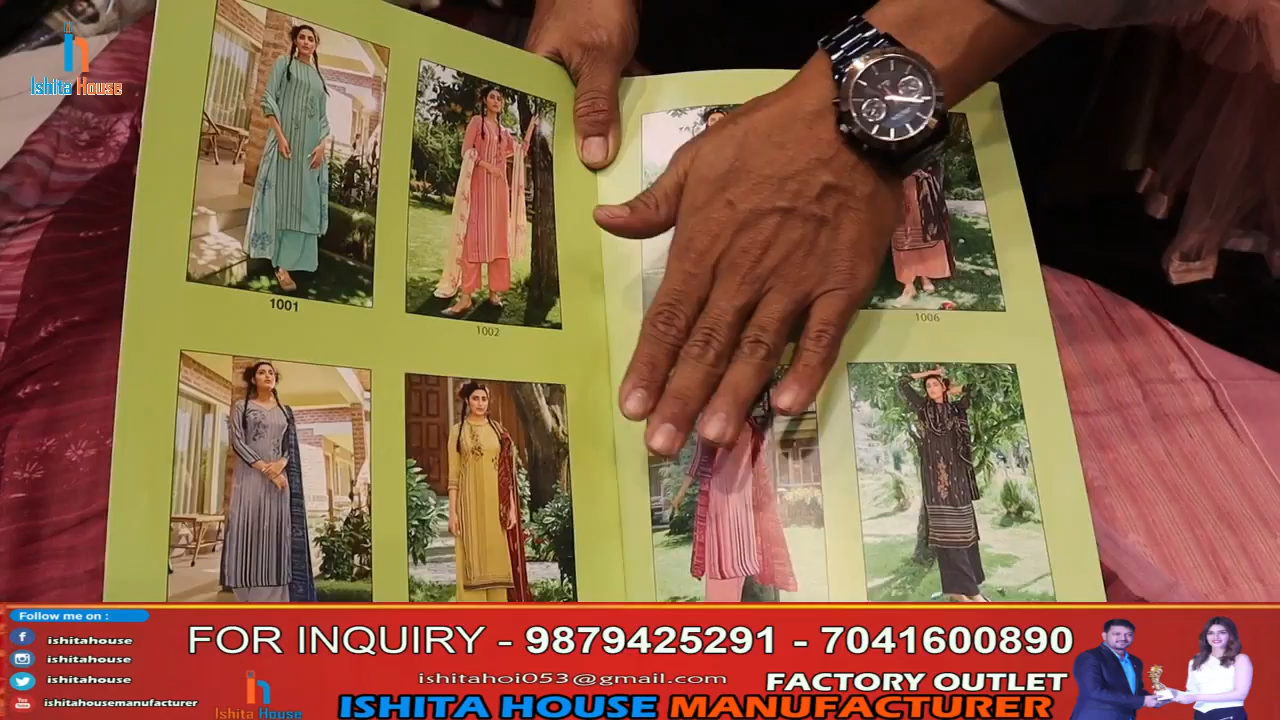 Ishita House
1001
1002
1006
Follow me on :
ishitahouse
ishitahouse
ishitahouse
ishitahousemanufacturer
FOR INQUIRY - 9879425291 - 7041600890
ishitahoi053@gmail.com
FACTORY OUTLET
Ishita House
ISHITA HOUSE MANUFACTURER